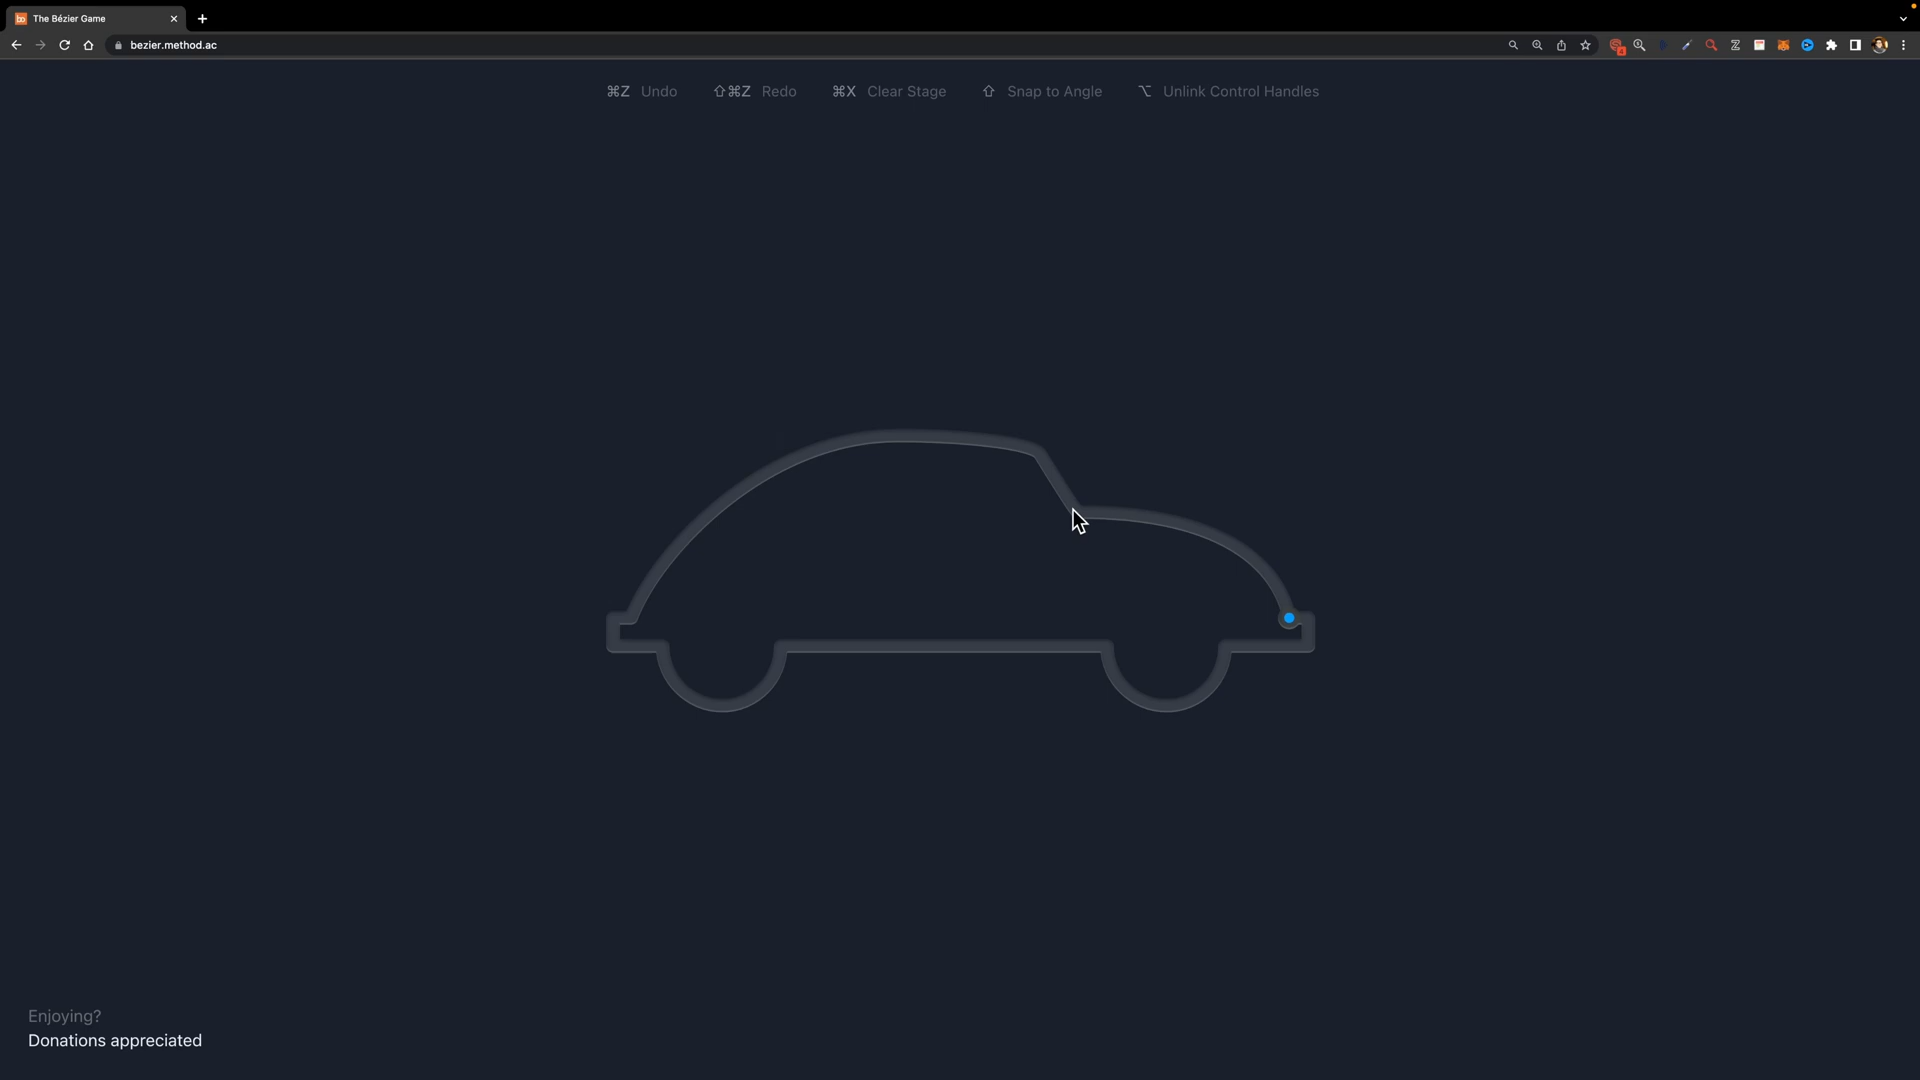 The Bézier Game
bezier.method.ac
⌘Z Undo ⇧⌘Z Redo ⌘X Clear Stage ⇧ Snap to Angle ⌥ Unlink Control Handles
Enjoying?
Donations appreciated